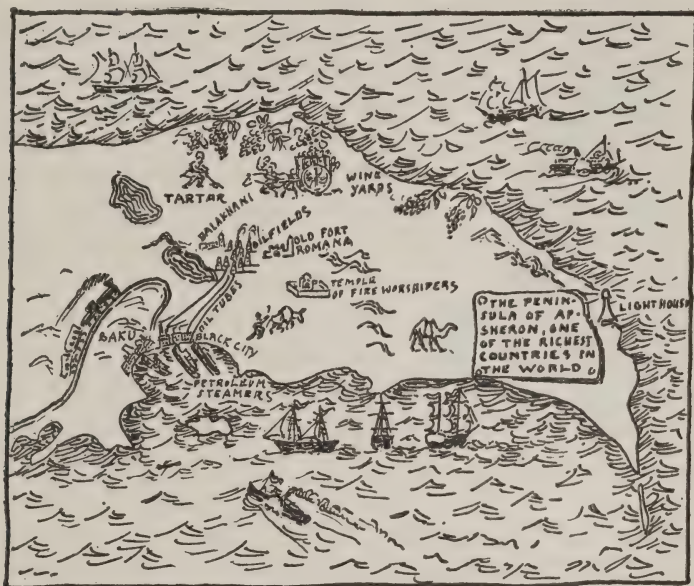 TARTAR
WINE
YARDS
BALAKHANI
OILFIELDS
OLD FORT
ROMANA
TEMPLE
OF FIRE WORSHIPERS
LIGHTHOUSE
THE PENIN-
SULA OF AP-
SHERON, ONE
OF THE RICHEST
COUNTRIES IN
THE WORLD
OIL TUBES
BAKU
BLACK CITY
PETROLEUM
STEAMERS